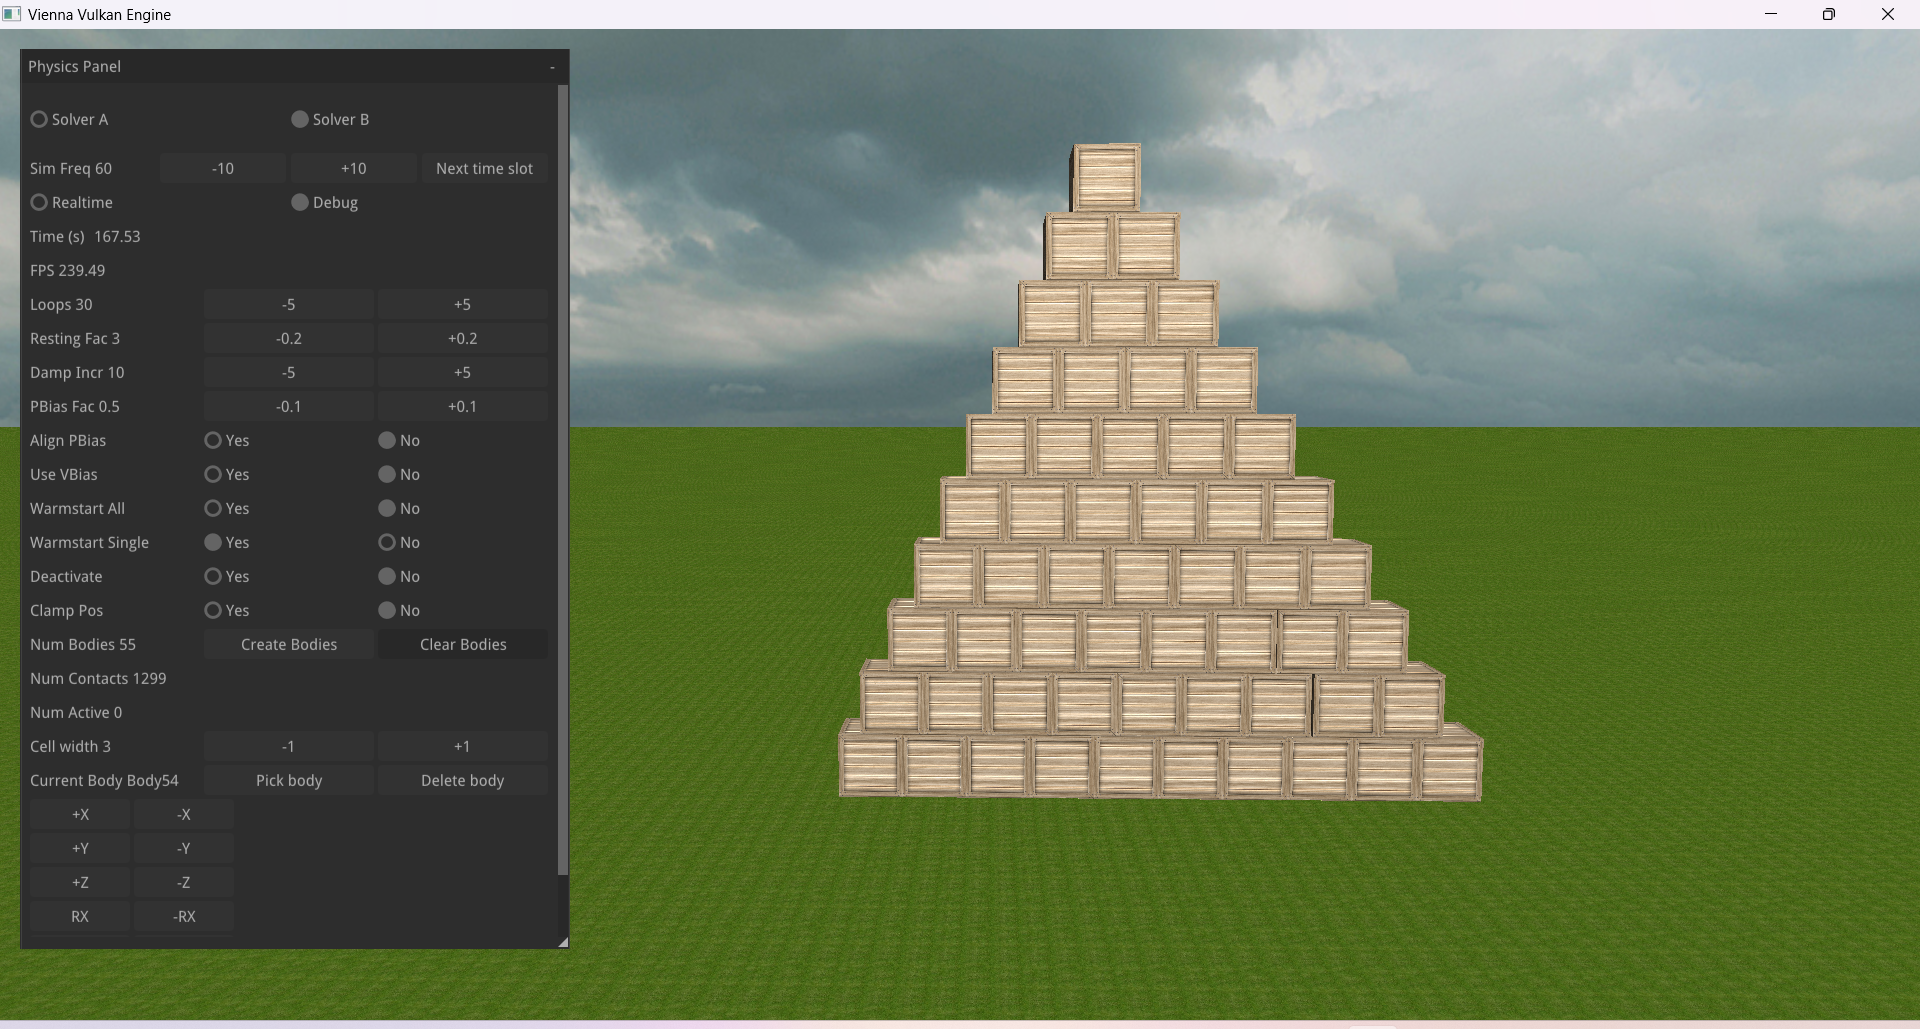 Vienna Vulkan Engine
Physics Panel -
Solver A Solver B
Sim Freq 60 -10 +10 Next time slot
Realtime Debug
Time (s) 167.53
FPS 239.49
Loops 30 -5 +5
Resting Fac 3 -0.2 +0.2
Damp Incr 10 -5 +5
PBias Fac 0.5 -0.1 +0.1
Align PBias Yes No
Use VBias Yes No
Warmstart All Yes No
Warmstart Single Yes No
Deactivate Yes No
Clamp Pos Yes No
Num Bodies 55 Create Bodies Clear Bodies
Num Contacts 1299
Num Active 0
Cell width 3 -1 +1
Current Body Body54 Pick body Delete body
+X -X
+Y -Y
+Z -Z
RX -RX